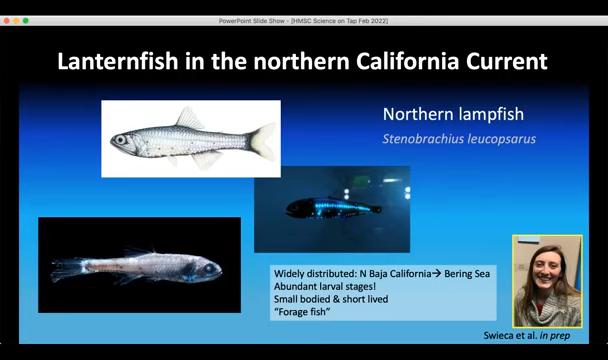 PowerPoint Slide Show - [HMSC Science on Tap Feb 2022]
Lanternfish in the northern California Current
Northern lampfish
Stenobrachius leucopsarus
Widely distributed: N Baja California→ Bering Sea
Abundant larval stages!
Small bodied & short lived
“Forage fish”
Swieca et al. in prep